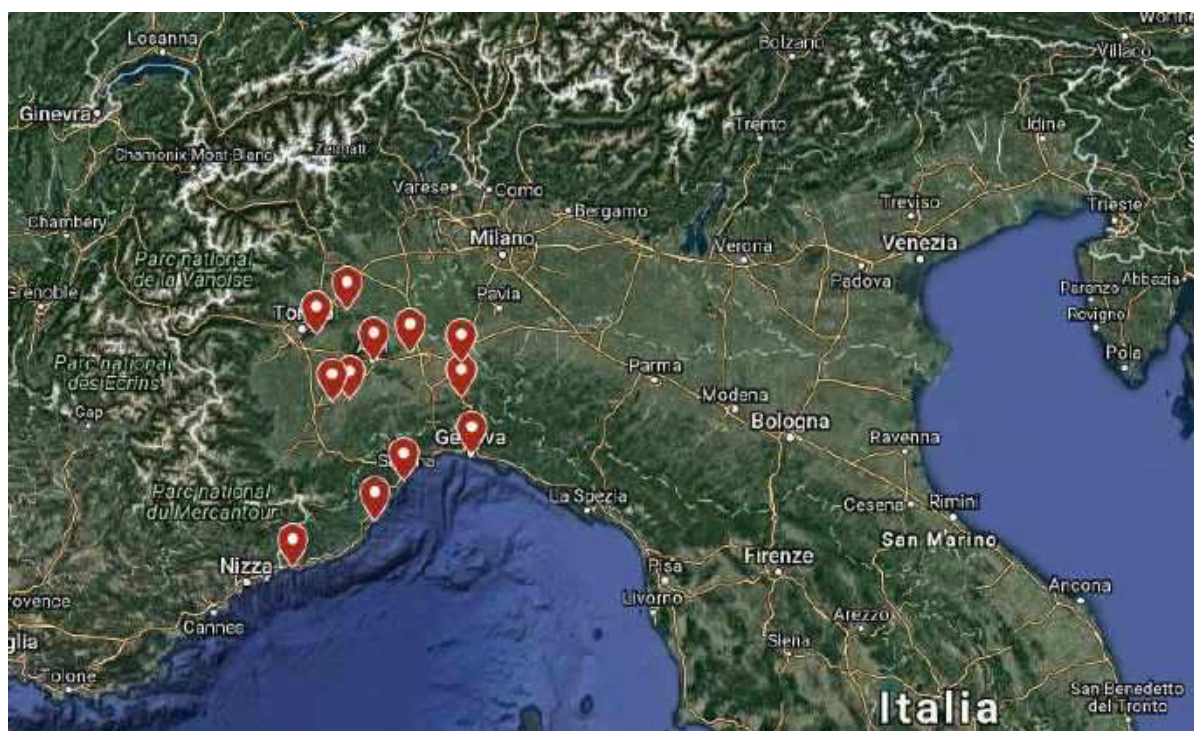 Losanna
Bolzano
Villaco
Ginevra
Trento
Udine
Chamonix-Mont-Blanc
Zermatt
Varese
Como
Chambéry
Bergamo
Treviso
Trieste
Milano
Verona
Venezia
Parc national
de la Vanoise
Padova
Parenzo
Abbazia
Grenoble
Pavia
Rovigno
Parc national
des Écrins
Parma
Pola
Gap
Modena
Bologna
Ravenna
Parc national
du Mercantour
La Spezia
Cesena
Rimini
San Marino
Nizza
Pisa
Firenze
Livorno
Ancona
Cannes
Arezzo
Siena
Tolone
San Benedetto
del Tronto
Italia